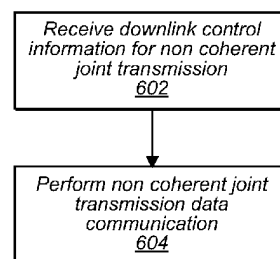 Receive downlink control
information for non coherent
joint transmission
602
Perform non coherent joint
transmission data
communication
604